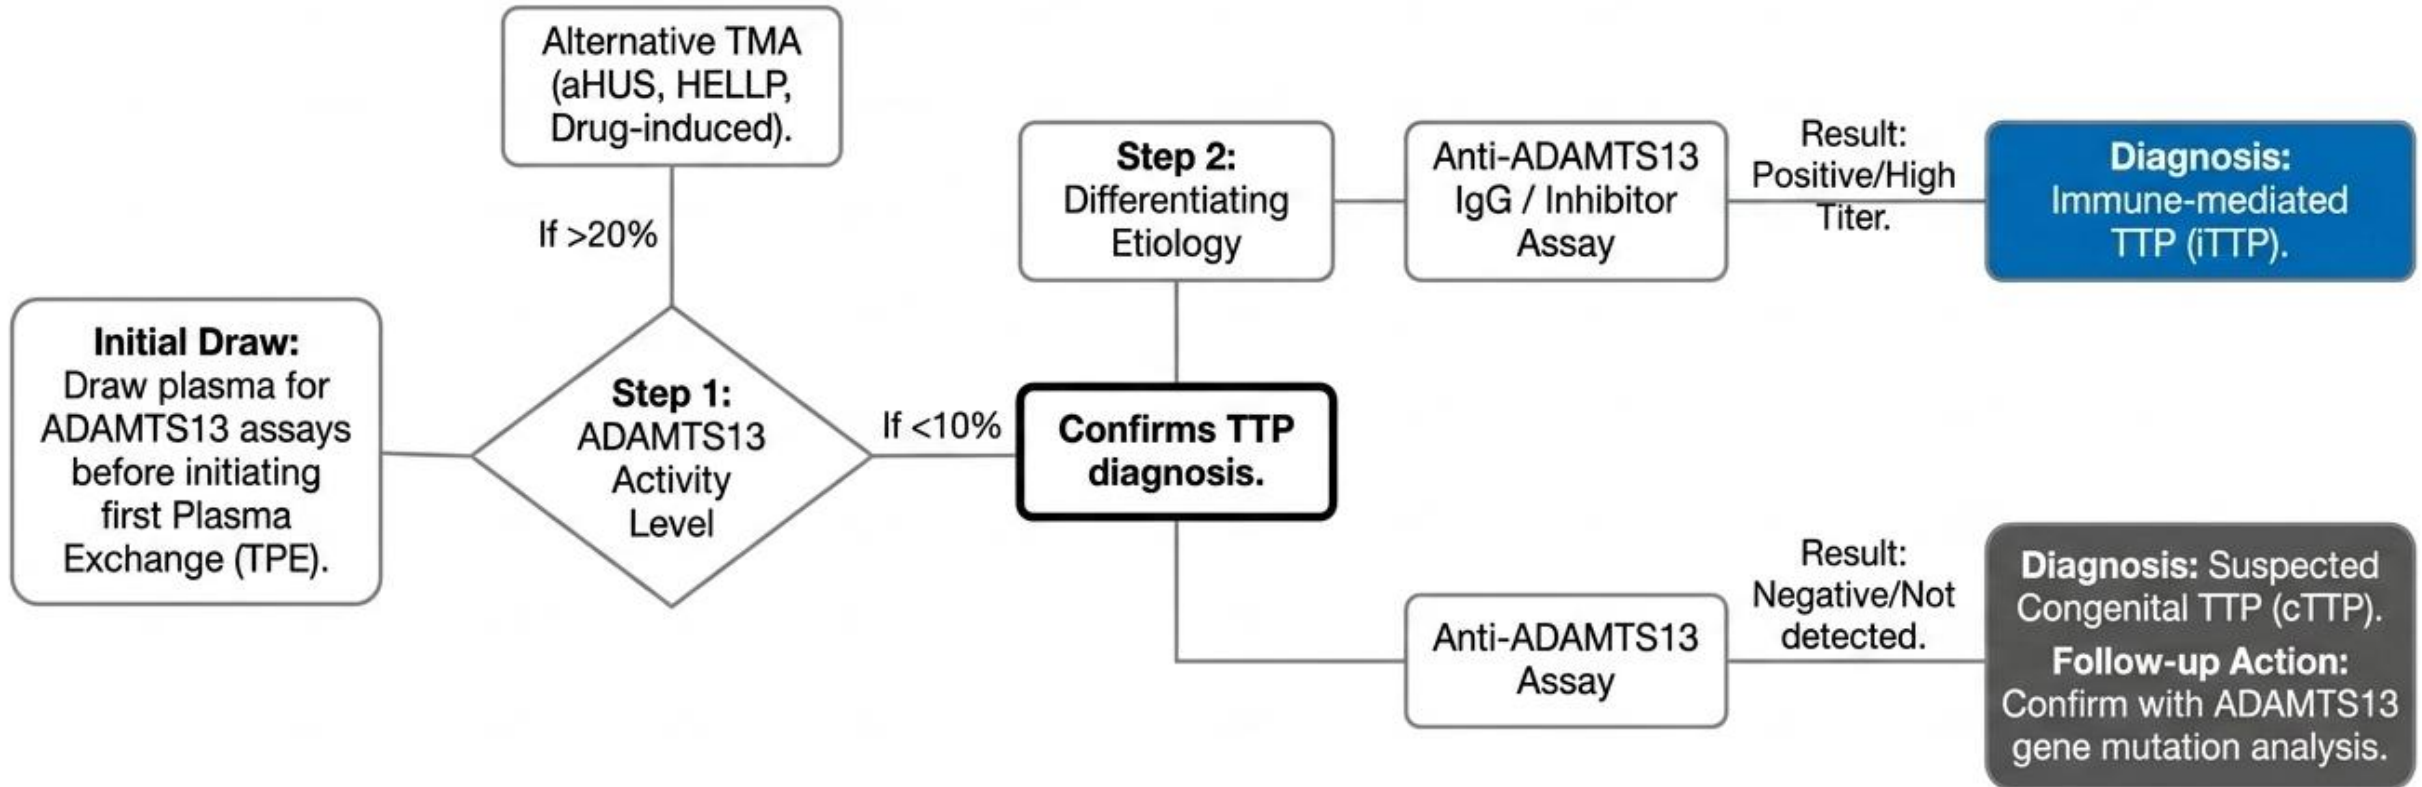 Alternative TMA
(aHUS, HELLP,
Drug-induced).
If >20%
Initial Draw:
Draw plasma for
ADAMTS13 assays
before initiating
first Plasma
Exchange (TPE).
Step 1:
ADAMTS13
Activity
Level
If <10%
Confirms TTP
diagnosis.
Step 2:
Differentiating
Etiology
Anti-ADAMTS13
IgG / Inhibitor
Assay
Result:
Positive/High
Titer.
Diagnosis:
Immune-mediated
TTP (iTTP).
Anti-ADAMTS13
Assay
Result:
Negative/Not
detected.
Diagnosis: Suspected
Congenital TTP (cTTP).
Follow-up Action:
Confirm with ADAMTS13
gene mutation analysis.